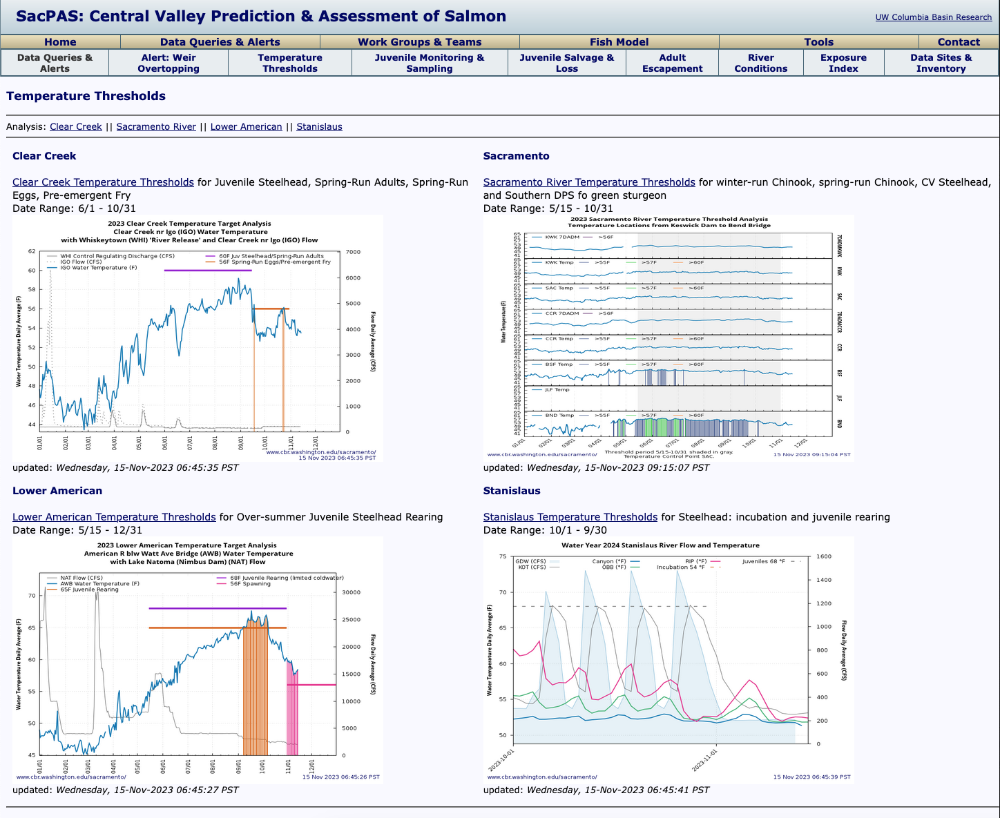 SacPAS: Central Valley Prediction & Assessment of Salmon
UW Columbia Basin Research
Home Data Queries & Alerts Work Groups & Teams Fish Model Tools Contact
Data Queries & Alerts
Alert: Weir Overtopping
Temperature Thresholds
Juvenile Monitoring & Sampling
Juvenile Salvage & Loss
Adult Escapement
River Conditions
Exposure Index
Data Sites & Inventory
Temperature Thresholds
Analysis: Clear Creek || Sacramento River || Lower American || Stanislaus
Clear Creek
Clear Creek Temperature Thresholds for Juvenile Steelhead, Spring-Run Adults, Spring-Run
Eggs, Pre-emergent Fry
Date Range: 6/1 - 10/31
2023 Clear Creek Temperature Target Analysis
Clear Creek nr Igo (IGO) Water Temperature
with Whiskeytown (WHI) 'River Release' and Clear Creek nr Igo (IGO) Flow
WHI Control Regulating Discharge (CFS)
IGO Flow (CFS)
IGO Water Temperature (F)
60F Juv Steelhead/Spring-Run Adults
56F Spring-Run Eggs/Pre-emergent Fry
Water Temperature Daily Average (F)
62
60
58
56
54
52
50
48
46
44
Flow Daily Average (CFS)
7000
6000
5000
4000
3000
2000
1000
0
01/01 02/01 03/01 04/01 05/01 06/01 07/01 08/01 09/01 10/01 11/01 12/01
www.cbr.washington.edu/sacramento/
15 Nov 2023 06:45:35 PST
updated: Wednesday, 15-Nov-2023 06:45:35 PST
Sacramento
Sacramento River Temperature Thresholds for winter-run Chinook, spring-run Chinook, CV Steelhead,
and Southern DPS fo green sturgeon
Date Range: 5/15 - 10/31
2023 Sacramento River Temperature Threshold Analysis
Temperature Locations from Keswick Dam to Bend Bridge
Water Temperature (F)
KWK 7DADM >56F
7DADMKWK
KWK Temp >55F >57F >60F
KWK
SAC Temp >55F >57F >60F
SAC
CCR 7DADM >56F
7DADMCCR
CCR Temp >55F >57F >60F
CCR
BSF Temp >55F >57F >60F
BSF
JLF Temp
JLF
BND Temp >55F >57F >60F
BND
01/01 02/01 03/01 04/01 05/01 06/01 07/01 08/01 09/01 10/01 11/01 12/01
Threshold period 5/15-10/31 shaded in gray.
Temperature Control Point SAC.
www.cbr.washington.edu/sacramento/
15 Nov 2023 09:15:04 PST
updated: Wednesday, 15-Nov-2023 09:15:07 PST
Lower American
Lower American Temperature Thresholds for Over-summer Juvenile Steelhead Rearing
Date Range: 5/15 - 12/31
2023 Lower American Temperature Target Analysis
American R blw Watt Ave Bridge (AWB) Water Temperature
with Lake Natoma (Nimbus Dam) (NAT) Flow
NAT Flow (CFS)
AWB Water Temperature (F)
65F Juvenile Rearing
68F Juvenile Rearing (limited coldwater)
56F Spawning
Water Temperature Daily Average (F)
70
65
60
55
50
45
Flow Daily Average (CFS)
30000
25000
20000
15000
10000
5000
0
01/01 02/01 03/01 04/01 05/01 06/01 07/01 08/01 09/01 10/01 11/01 12/01
www.cbr.washington.edu/sacramento/
15 Nov 2023 06:45:26 PST
updated: Wednesday, 15-Nov-2023 06:45:27 PST
Stanislaus
Stanislaus Temperature Thresholds for Steelhead: incubation and juvenile rearing
Date Range: 10/1 - 9/30
Water Year 2024 Stanislaus River Flow and Temperature
GDW (CFS) Canyon (°F) RIP (°F) Juveniles 68 °F
KOT (CFS) OBB (°F) Incubation 54 °F
Water Temperature Daily Average (F)
75
70
65
60
55
50
Flow Daily Average (CFS)
1600
1400
1200
1000
800
600
400
200
0
2023-10-01 2023-11-01
www.cbr.washington.edu/sacramento/
15 Nov 2023 06:45:39 PST
updated: Wednesday, 15-Nov-2023 06:45:41 PST